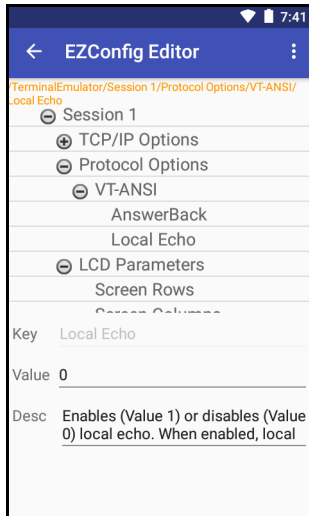 7:41
EZConfig Editor
/TerminalEmulator/Session 1/Protocol Options/VT-ANSI/
Local Echo
Session 1
TCP/IP Options
Protocol Options
VT-ANSI
AnswerBack
Local Echo
LCD Parameters
Screen Rows
Screen Columns
Key Local Echo
Value 0
Desc Enables (Value 1) or disables (Value
0) local echo. When enabled, local